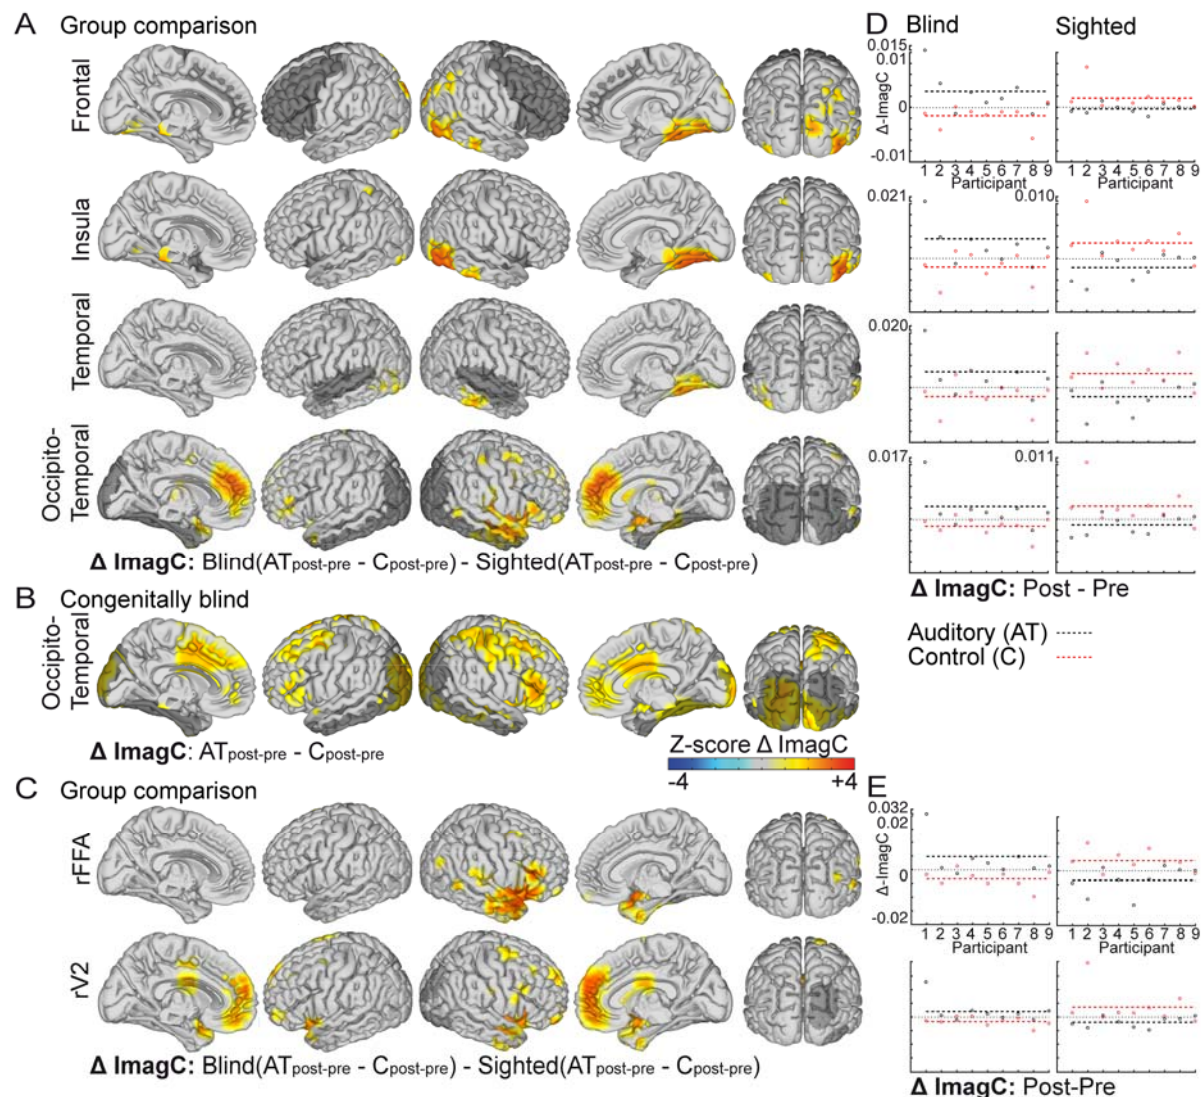 A Group comparison
Frontal
Insula
Temporal
Occipito-
Temporal
Δ ImagC: Blind(ATpost-pre - Cpost-pre) - Sighted(ATpost-pre - Cpost-pre)
B Congenitally blind
Occipito-
Temporal
Δ ImagC: ATpost-pre - Cpost-pre
Z-score Δ ImagC
-4 +4
C Group comparison
rFFA
rV2
Δ ImagC: Blind(ATpost-pre - Cpost-pre) - Sighted(ATpost-pre - Cpost-pre)
D Blind Sighted
0.015
Δ-ImagC
0
-0.01
1 2 3 4 5 6 7 8 9 1 2 3 4 5 6 7 8 9
Participant Participant
0.021 0.010
0.020
0.017 0.011
Δ ImagC: Post - Pre
Auditory (AT)
Control (C)
E
0.032
0.02
Δ-ImagC
0
-0.02
1 2 3 4 5 6 7 8 9 1 2 3 4 5 6 7 8 9
Participant Participant
Δ ImagC: Post-Pre